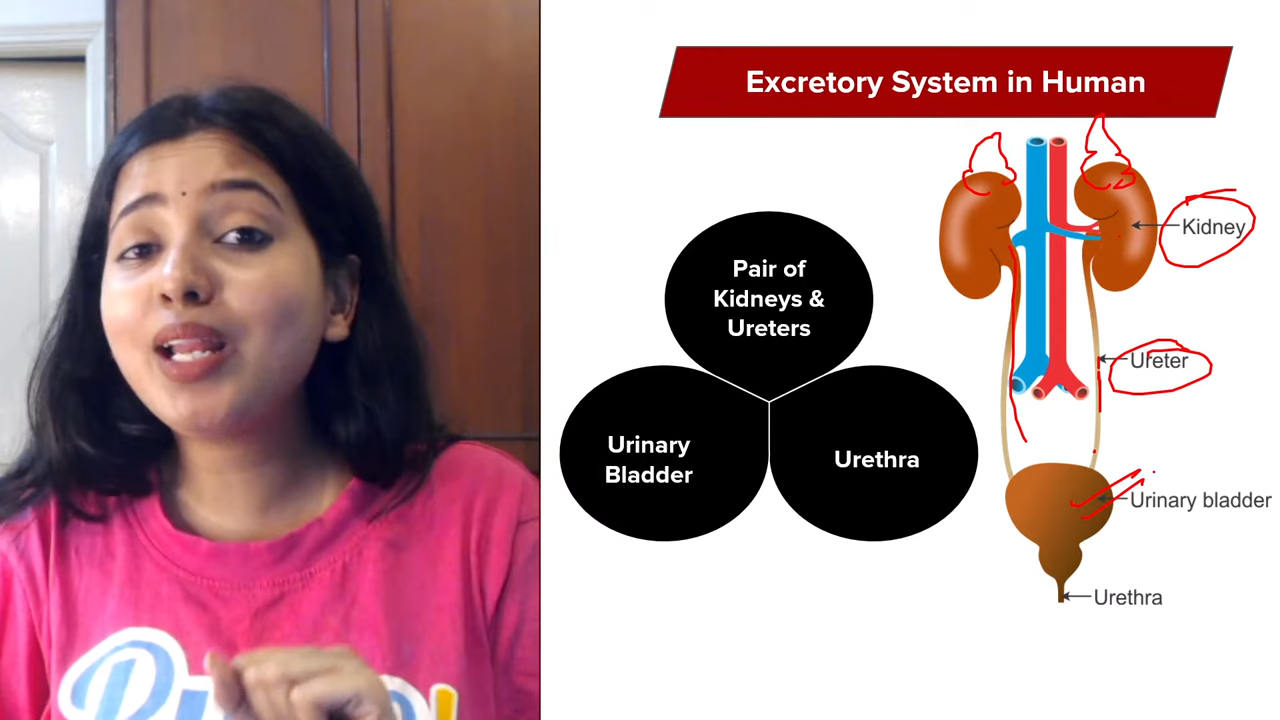 Excretory System in Human
Pair of
Kidneys &
Ureters
Urinary
Bladder
Urethra
Kidney
Ureter
Urinary bladder
Urethra